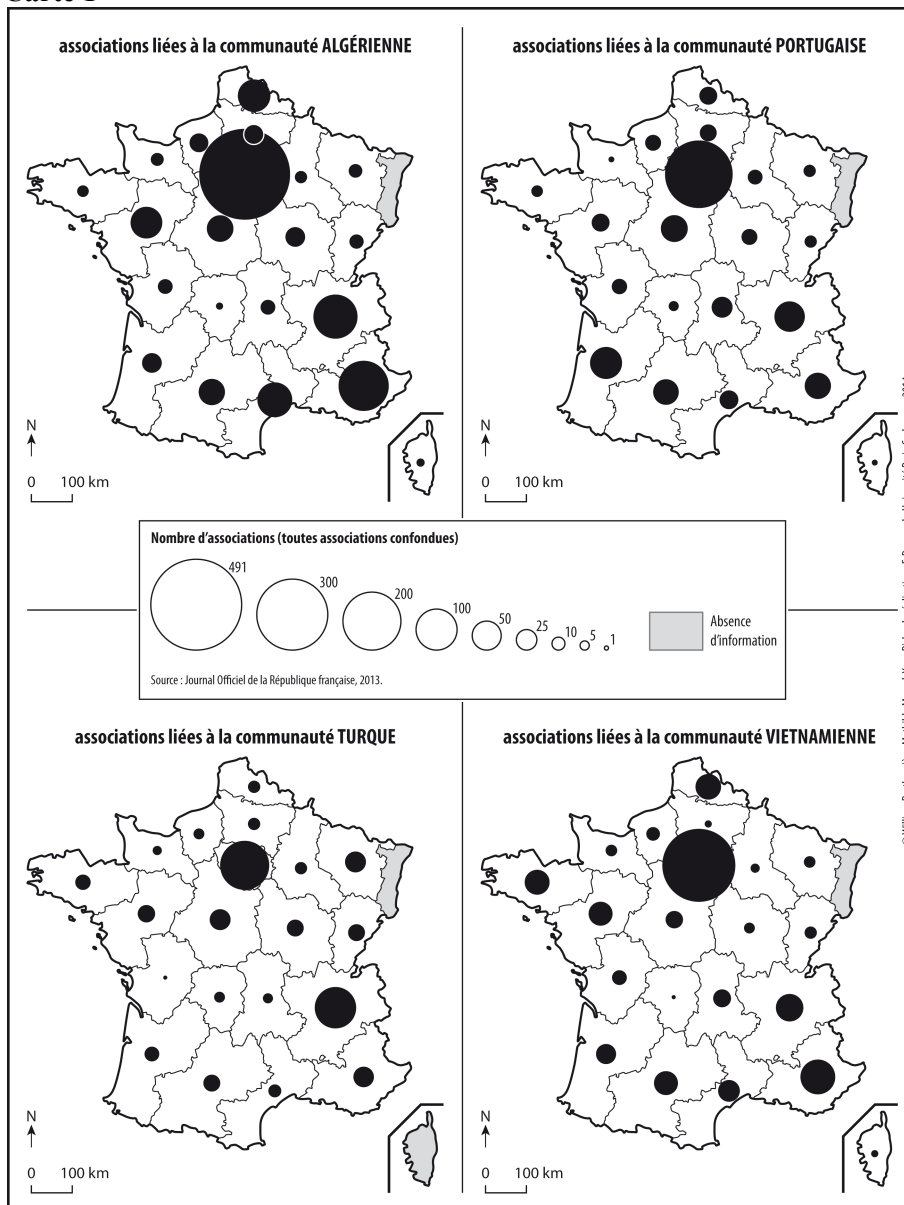 Carte 1
associations liées à la communauté ALGÉRIENNE
associations liées à la communauté PORTUGAISE
N
0 100 km
N
0 100 km
Nombre d'associations (toutes associations confondues)
491
300
200
100
50
25
10
5
1
Absence
d'information
Source : Journal Officiel de la République française, 2013.
associations liées à la communauté TURQUE
associations liées à la communauté VIETNAMIENNE
N
0 100 km
N
0 100 km